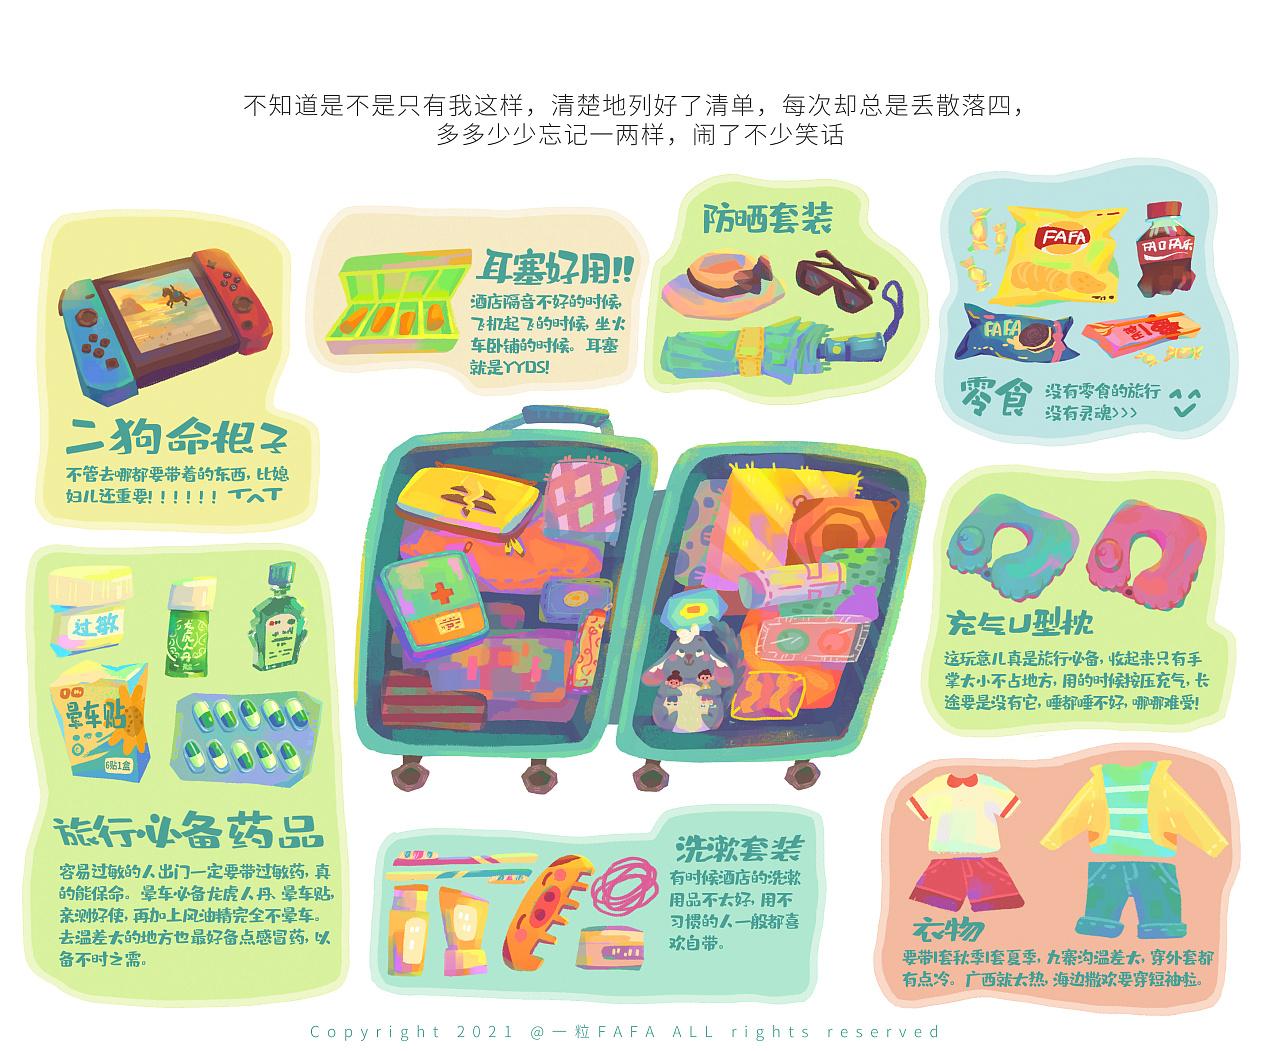 不知道是不是只有我这样，清楚地列好了清单，每次却总是丢散落四，
多多少少忘记一两样，闹了不少笑话
二狗命根子
不管去哪都要带着的东西，比媳
妇儿还重要！！！！！！ T^T
耳塞好用！！
酒店隔音不好的时候，
飞机起飞的时候，坐火
车卧铺的时候。耳塞
就是YYDS！
防晒套装
FAFA
FAOFA乐
FAFA
零食
没有零食的旅行
没有灵魂>>>
过敏
龙虎人丹
晕车贴
6贴1盒
旅行必备药品
容易过敏的人出门一定要带过敏药，真
的能保命。晕车必备龙虎人丹、晕车贴，
亲测好使，再加上风油精完全不晕车。
去温差大的地方也最好备点感冒药，以
备不时之需。
充气U型枕
这玩意儿真是旅行必备，收起来只有手
掌大小不占地方，用的时候按压充气，长
途要是没有它，睡都睡不好，哪哪难受！
洗漱套装
有时候酒店的洗漱
用品不太好，用不
习惯的人一般都喜
欢自带。
衣物
要带1套秋季1套夏季，九寨沟温差大，穿外套都
有点冷。广西就太热，海边撒欢要穿短袖啦。
Copyright 2021 @一粒FAFA ALL rights reserved